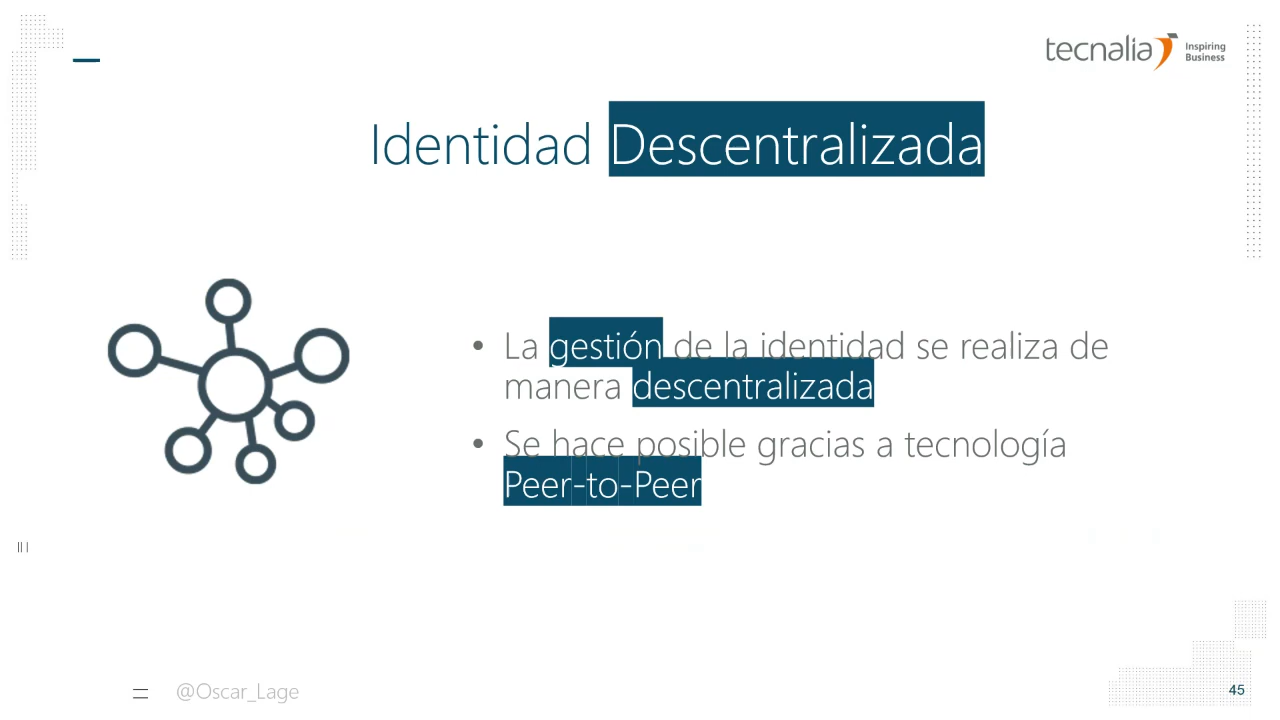 tecnalia Inspiring Business
Identidad Descentralizada
• La gestión de la identidad se realiza de
manera descentralizada
• Se hace posible gracias a tecnología
Peer-to-Peer
@Oscar_Lage
45